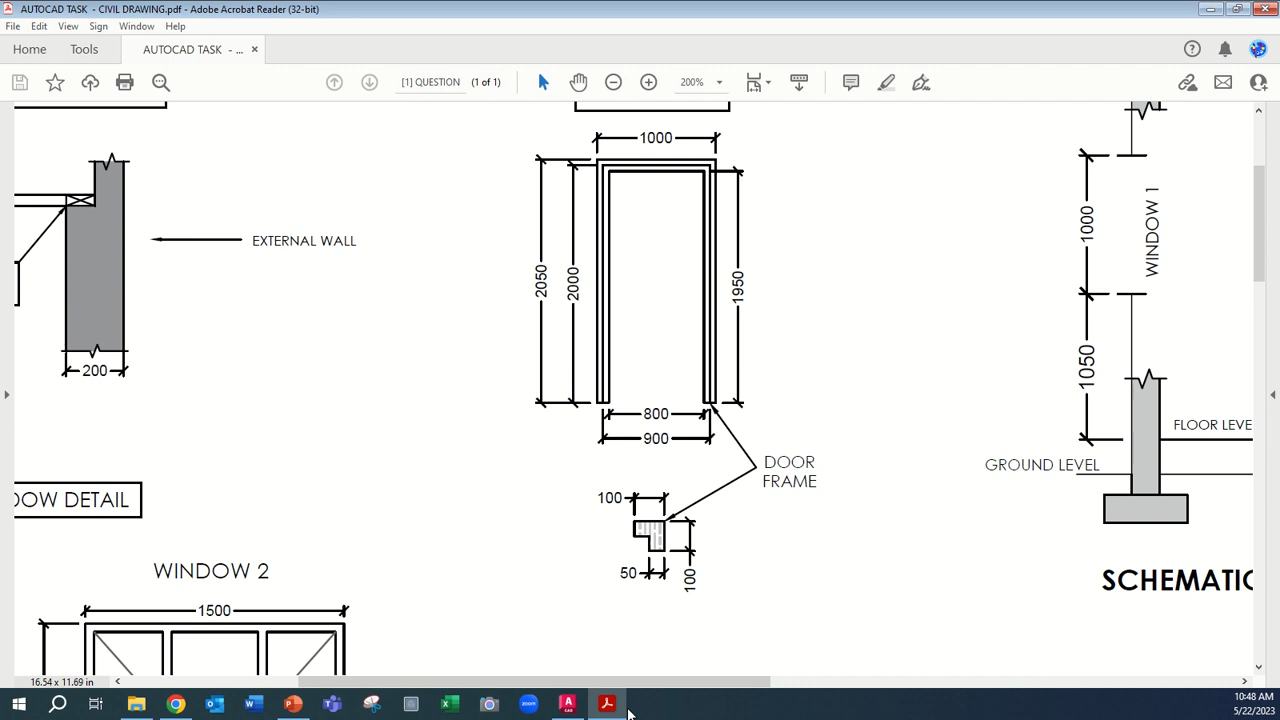 AUTOCAD TASK  - CIVIL DRAWING.pdf - Adobe Acrobat Reader (32-bit)
File Edit View Sign Window Help
Home Tools AUTOCAD TASK - ... ×
[1] QUESTION (1 of 1) 200%
1000
EXTERNAL WALL
200
2050
2000
1950
800
900
1000
WINDOW 1
1050
FLOOR LEVE
GROUND LEVEL
DOOR
FRAME
OOW DETAIL
100
50
100
SCHEMATIC
WINDOW 2
1500
16.54 x 11.69 in
zoom
10:48 AM
5/22/2023